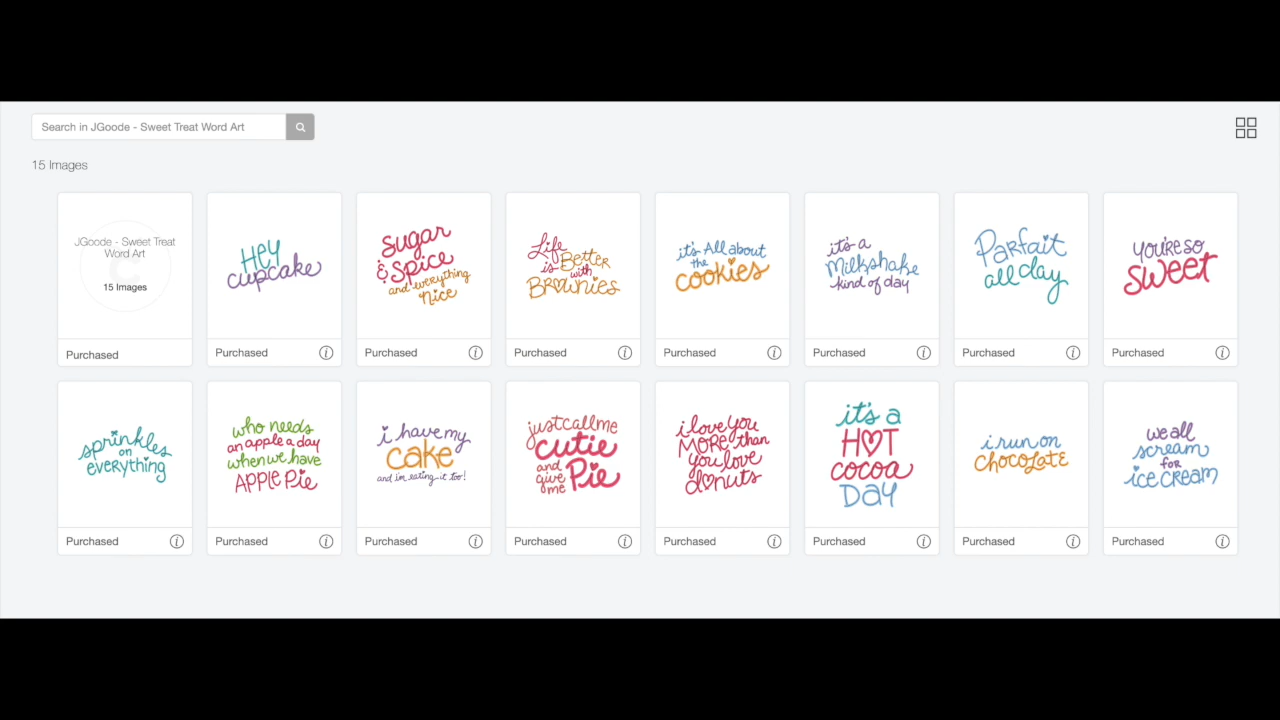 Search in JGoode - Sweet Treat Word Art
15 Images
JGoode - Sweet Treat
Word Art
15 Images
Purchased
Hey
cupcake
Purchased
sugar
& Spice
and everything
nice
Purchased
Life
is Better
with
Brownies
Purchased
it's All about
the
cookies
Purchased
it's a
Milkshake
kind of day
Purchased
Parfait
all day
Purchased
you're so
sweet
Purchased
sprinkles
on
everything
Purchased
who needs
an apple a day
when we have
APPLE Pie
Purchased
i have my
cake
and i'm eating it too!
Purchased
just call me
cutie
and
give
me
Pie
Purchased
i love you
MORE than
you love
donuts
Purchased
it's a
HOT
cocoa
DAY
Purchased
i run on
CHOCOLATE
Purchased
we all
scream
for
ice CREAM
Purchased